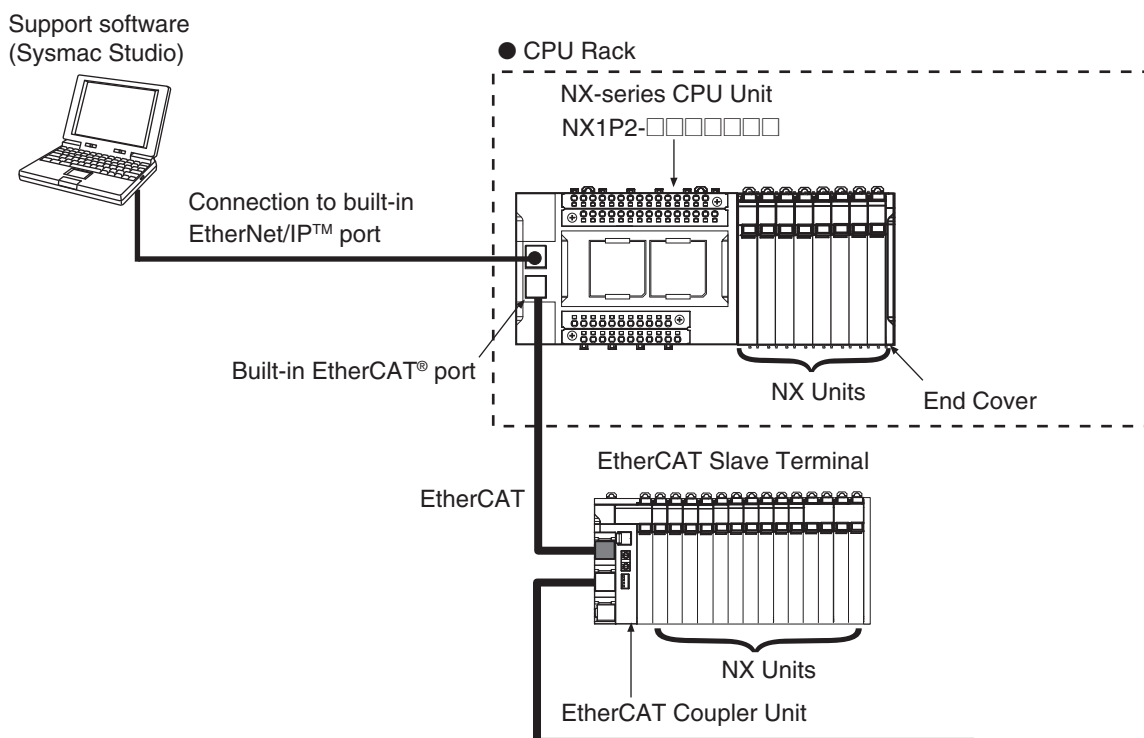 Support software
(Sysmac Studio)
● CPU Rack
NX-series CPU Unit
NX1P2-□□□□□□□
Connection to built-in
EtherNet/IP™ port
Built-in EtherCAT® port
NX Units
End Cover
EtherCAT Slave Terminal
EtherCAT
NX Units
EtherCAT Coupler Unit